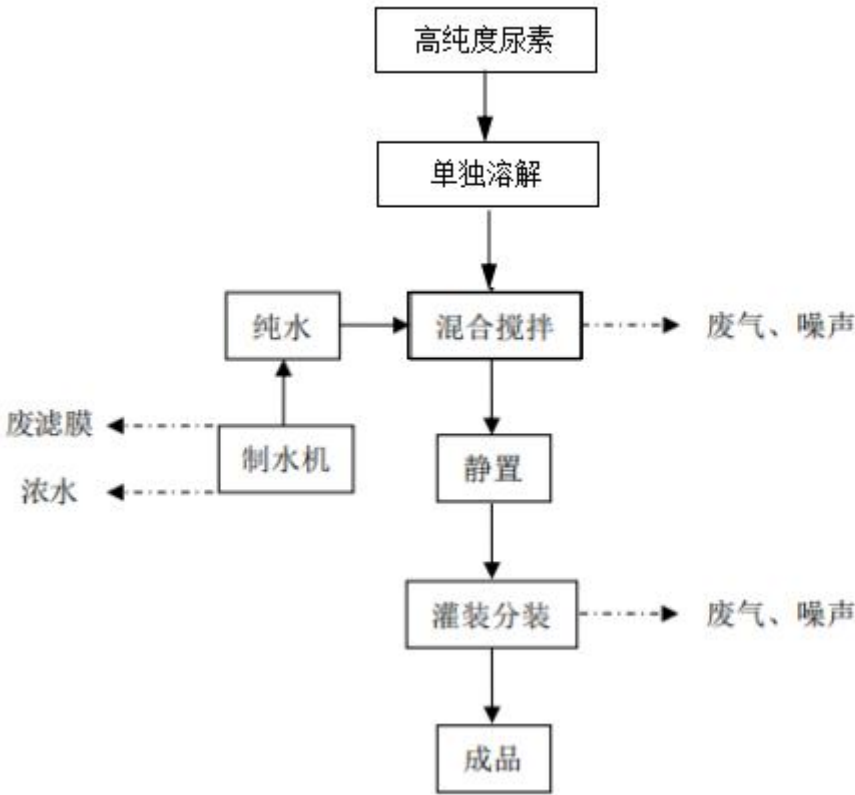 高纯度尿素
单独溶解
纯水
混合搅拌
废气、噪声
废滤膜
制水机
浓水
静置
灌装分装
废气、噪声
成品